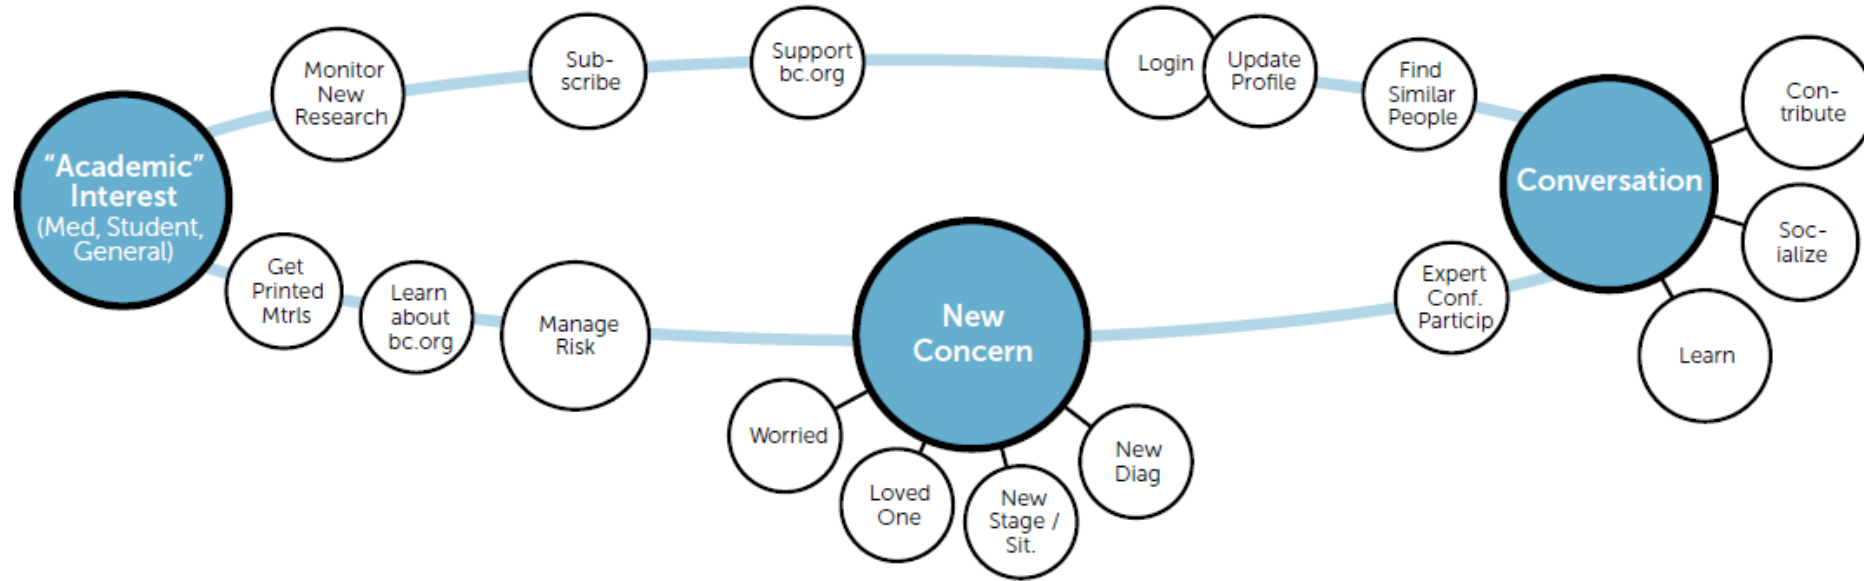 Monitor
New
Research
Sub-
scribe
Support
bc.org
Login
Update
Profile
Find
Similar
People
Con-
tribute
“Academic”
Interest
(Med, Student,
General)
Conversation
Soc-
ialize
Get
Printed
Mtrls
Learn
about
bc.org
Manage
Risk
New
Concern
Expert
Conf.
Particip
Learn
Worried
Loved
One
New
Stage /
Sit.
New
Diag